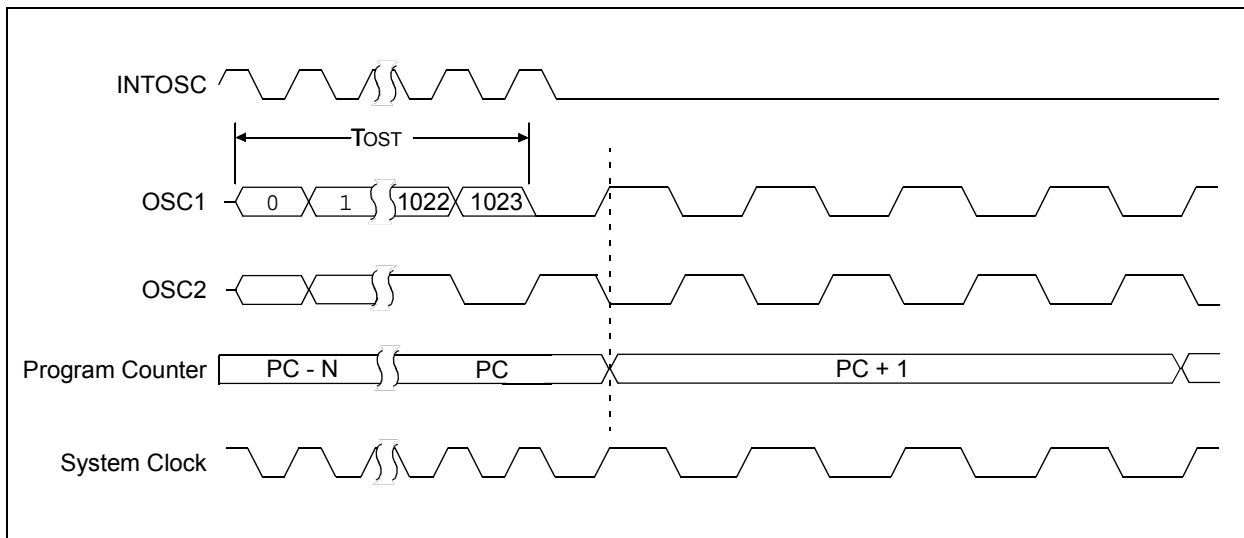 INTOSC
TOST
OSC1 0 1 1022 1023
OSC2
Program Counter PC - N PC PC + 1
System Clock